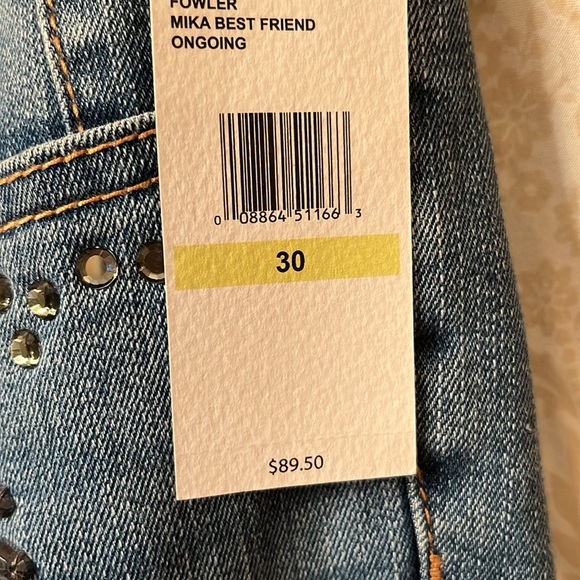 FOWLER
MIKA BEST FRIEND
ONGOING
0 08864 51166 3
30
$89.50